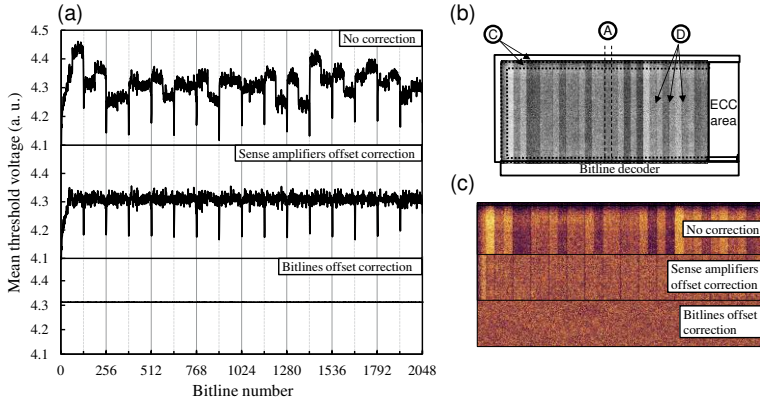 (a)
4.5
4.4
4.3
4.2
4.1
4.4
4.3
4.2
4.4
4.3
4.2
4.1
No correction
Sense amplifiers offset correction
Bitlines offset correction
Mean threshold voltage (a. u.)
0
256
512
768
1024
1280
1536
1792
2048
Bitline number
(b)
C
A
D
ECC
area
Bitline decoder
(c)
No correction
Sense amplifiers
offset correction
Bitlines offset
correction